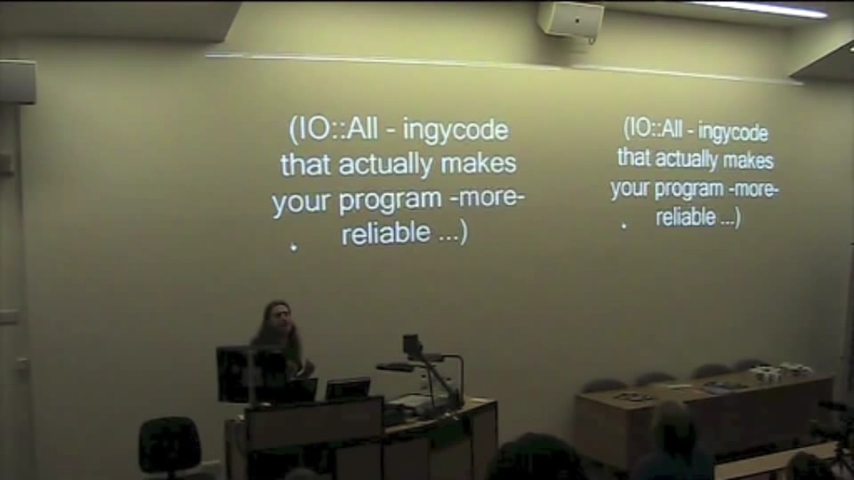 (IO::All - ingycode
that actually makes
your program -more-
reliable ...)
(IO::All - ingycode
that actually makes
your program -more-
reliable ...)